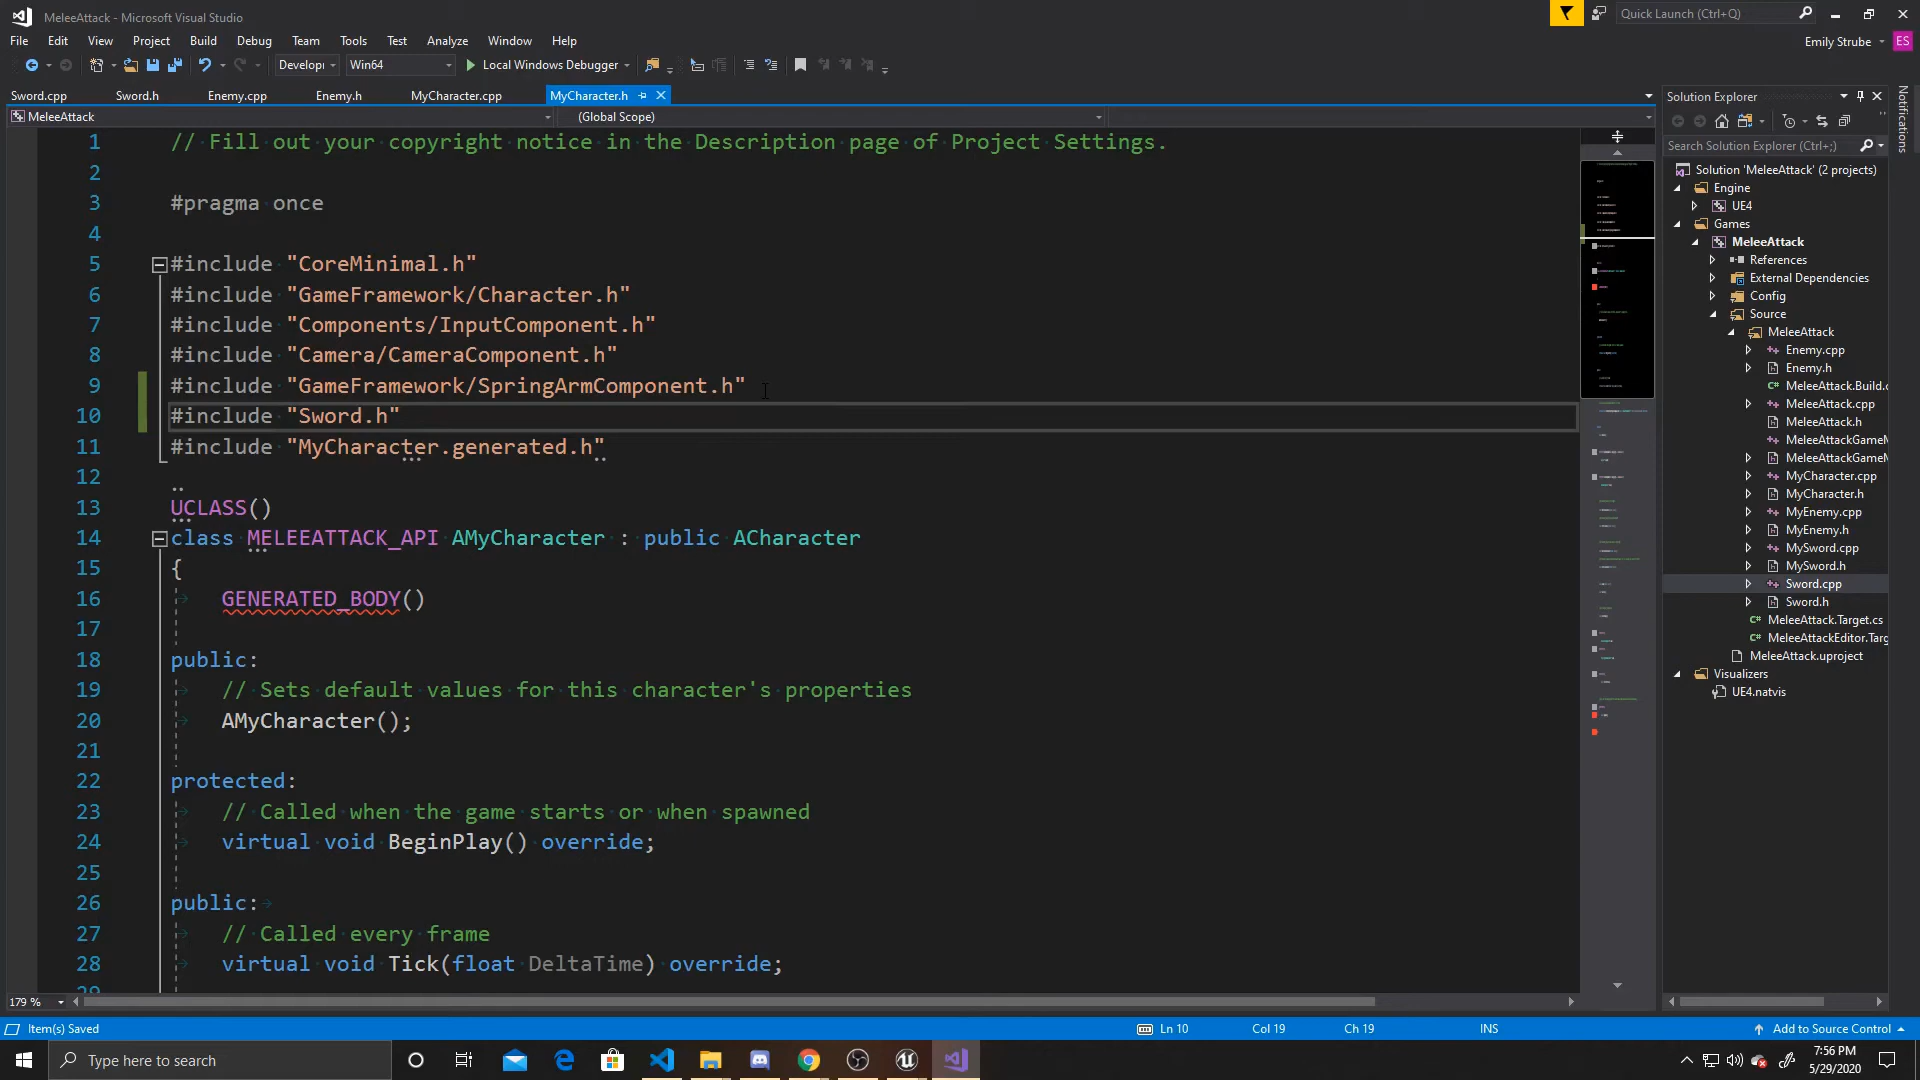 MeleeAttack - Microsoft Visual Studio
Quick Launch (Ctrl+Q)
File Edit View Project Build Debug Team Tools Test Analyze Window Help
Emily Strube ES
Develop Win64 Local Windows Debugger
Sword.cpp Sword.h Enemy.cpp Enemy.h MyCharacter.cpp MyCharacter.h
MeleeAttack (Global Scope)
1 // Fill out your copyright notice in the Description page of Project Settings.
2
3 #pragma once
4
5 #include "CoreMinimal.h"
6 #include "GameFramework/Character.h"
7 #include "Components/InputComponent.h"
8 #include "Camera/CameraComponent.h"
9 #include "GameFramework/SpringArmComponent.h"
10 #include "Sword.h"
11 #include "MyCharacter.generated.h"
12
13 UCLASS()
14 class MELEEATTACK_API AMyCharacter : public ACharacter
15 {
16 GENERATED_BODY()
17
18 public:
19 // Sets default values for this character's properties
20 AMyCharacter();
21
22 protected:
23 // Called when the game starts or when spawned
24 virtual void BeginPlay() override;
25
26 public:
27 // Called every frame
28 virtual void Tick(float DeltaTime) override;
29
179 %
Solution Explorer
Search Solution Explorer (Ctrl+;)
Solution 'MeleeAttack' (2 projects)
Engine
UE4
Games
MeleeAttack
References
External Dependencies
Config
Source
MeleeAttack
Enemy.cpp
Enemy.h
MeleeAttack.Build.c
MeleeAttack.cpp
MeleeAttack.h
MeleeAttackGameM
MeleeAttackGameM
MyCharacter.cpp
MyCharacter.h
MyEnemy.cpp
MyEnemy.h
MySword.cpp
MySword.h
Sword.cpp
Sword.h
MeleeAttack.Target.cs
MeleeAttackEditor.Targ
MeleeAttack.uproject
Visualizers
UE4.natvis
Notifications
Item(s) Saved Ln 10 Col 19 Ch 19 INS Add to Source Control
Type here to search
7:56 PM
5/29/2020